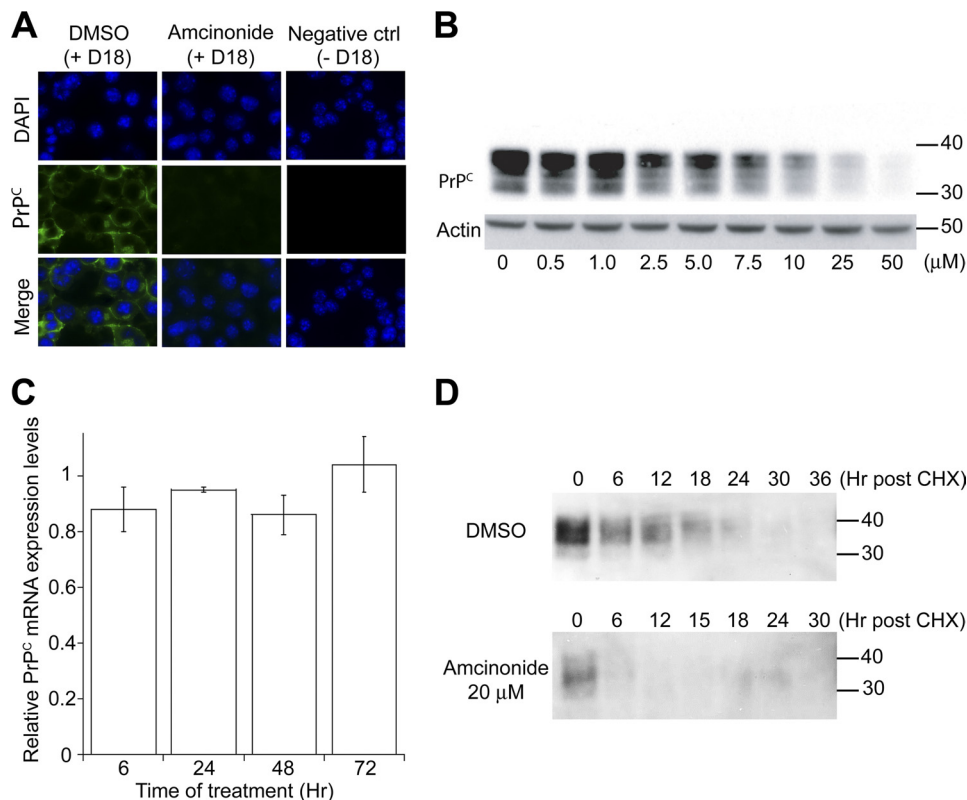 A
DMSO (+ D18)
Amcinonide (+ D18)
Negative ctrl (- D18)
DAPI
PrPC
Merge
B
PrPC
40
30
Actin
50
0 0.5 1.0 2.5 5.0 7.5 10 25 50 (μM)
C
Relative PrPC mRNA expression levels
1
0.8
0.6
0.4
0.2
0
6 24 48 72
Time of treatment (Hr)
D
0 6 12 18 24 30 36 (Hr post CHX)
DMSO
40
30
0 6 12 15 18 24 30 (Hr post CHX)
Amcinonide
20 μM
40
30